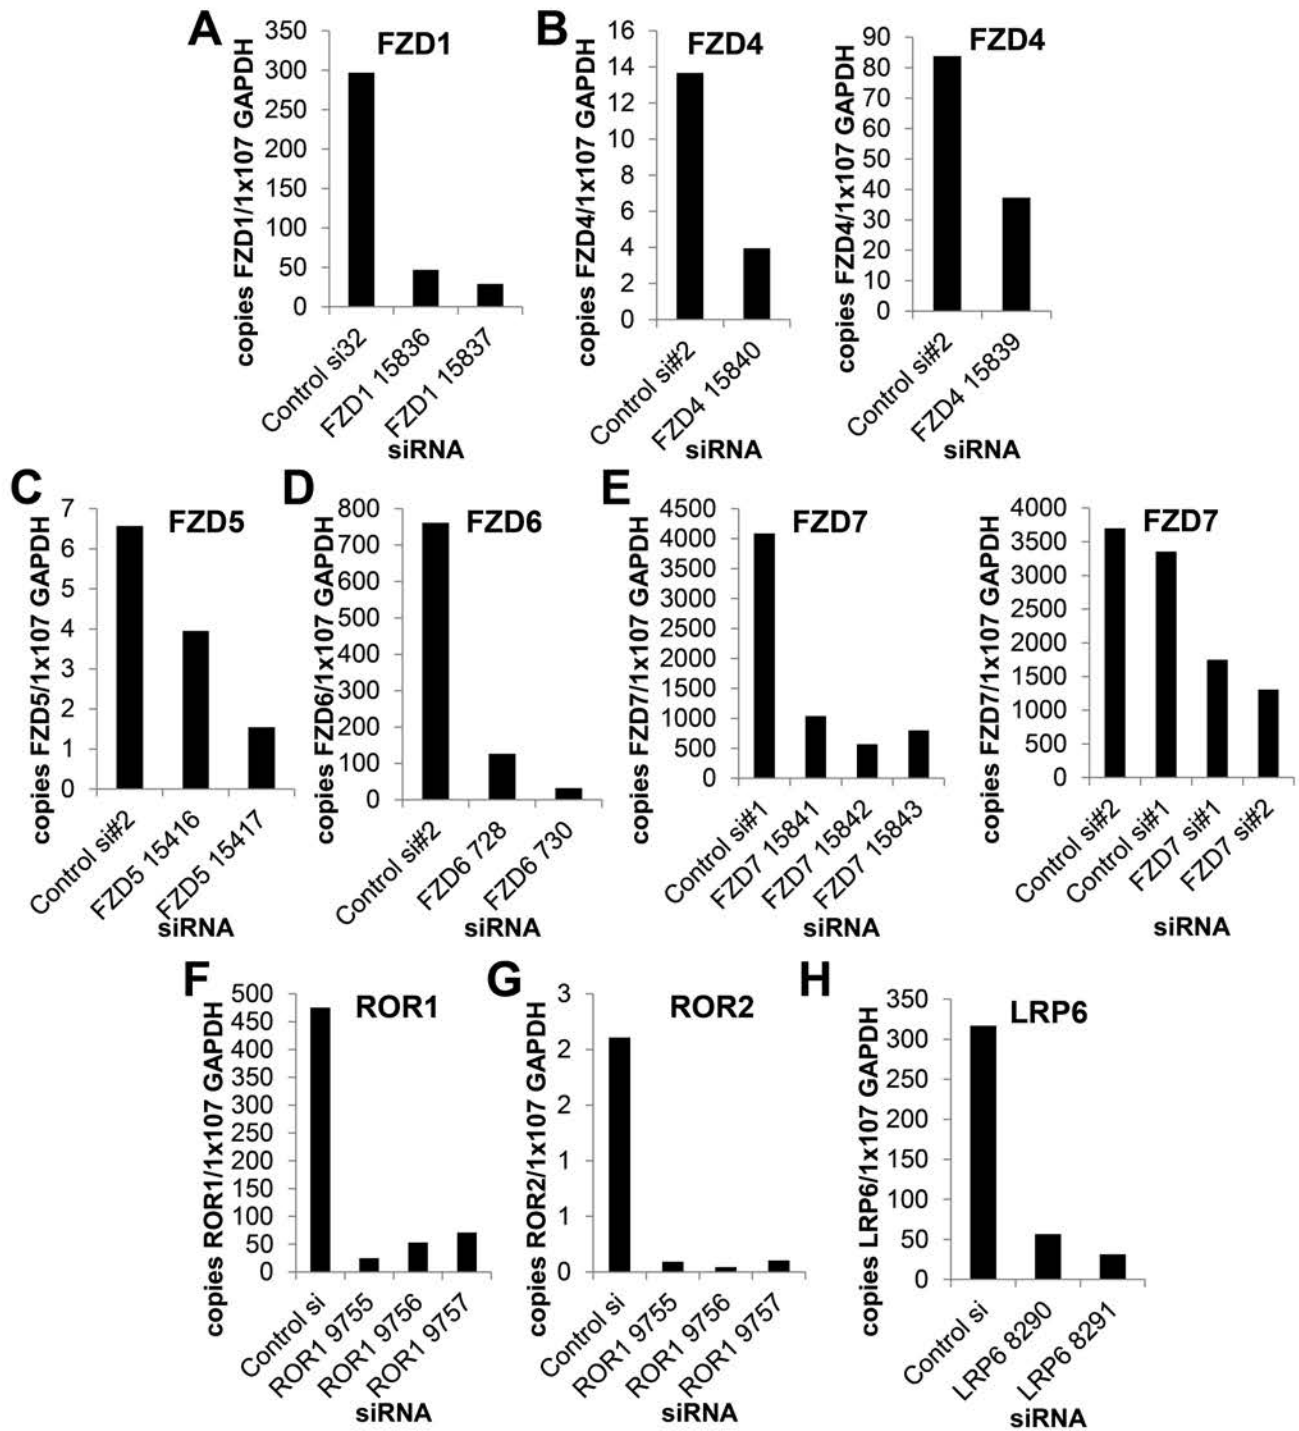 A
FZD1
copies FZD1/1x107 GAPDH
350
300
250
200
150
100
50
0
Control si32
FZD1 15836
FZD1 15837
siRNA
B
FZD4
copies FZD4/1x107 GAPDH
16
14
12
10
8
6
4
2
0
Control si#2
FZD4 15840
siRNA
FZD4
copies FZD4/1x107 GAPDH
90
80
70
60
50
40
30
20
10
0
Control si#2
FZD4 15839
siRNA
C
FZD5
copies FZD5/1x107 GAPDH
7
6
5
4
3
2
1
0
Control si#2
FZD5 15416
FZD5 15417
siRNA
D
FZD6
copies FZD6/1x107 GAPDH
800
700
600
500
400
300
200
100
0
Control si#2
FZD6 728
FZD6 730
siRNA
E
FZD7
copies FZD7/1x107 GAPDH
4500
4000
3500
3000
2500
2000
1500
1000
500
0
Control si#1
FZD7 15841
FZD7 15842
FZD7 15843
siRNA
FZD7
copies FZD7/1x107 GAPDH
4000
3500
3000
2500
2000
1500
1000
500
0
Control si#2
Control si#1
FZD7 si#1
FZD7 si#2
siRNA
F
ROR1
copies ROR1/1x107 GAPDH
500
450
400
350
300
250
200
150
100
50
0
Control si
ROR1 9755
ROR1 9756
ROR1 9757
siRNA
G
ROR2
copies ROR2/1x107 GAPDH
3
2
2
1
1
0
Control si
ROR1 9755
ROR1 9756
ROR1 9757
siRNA
H
LRP6
copies LRP6/1x107 GAPDH
350
300
250
200
150
100
50
0
Control si
LRP6 8290
LRP6 8291
siRNA